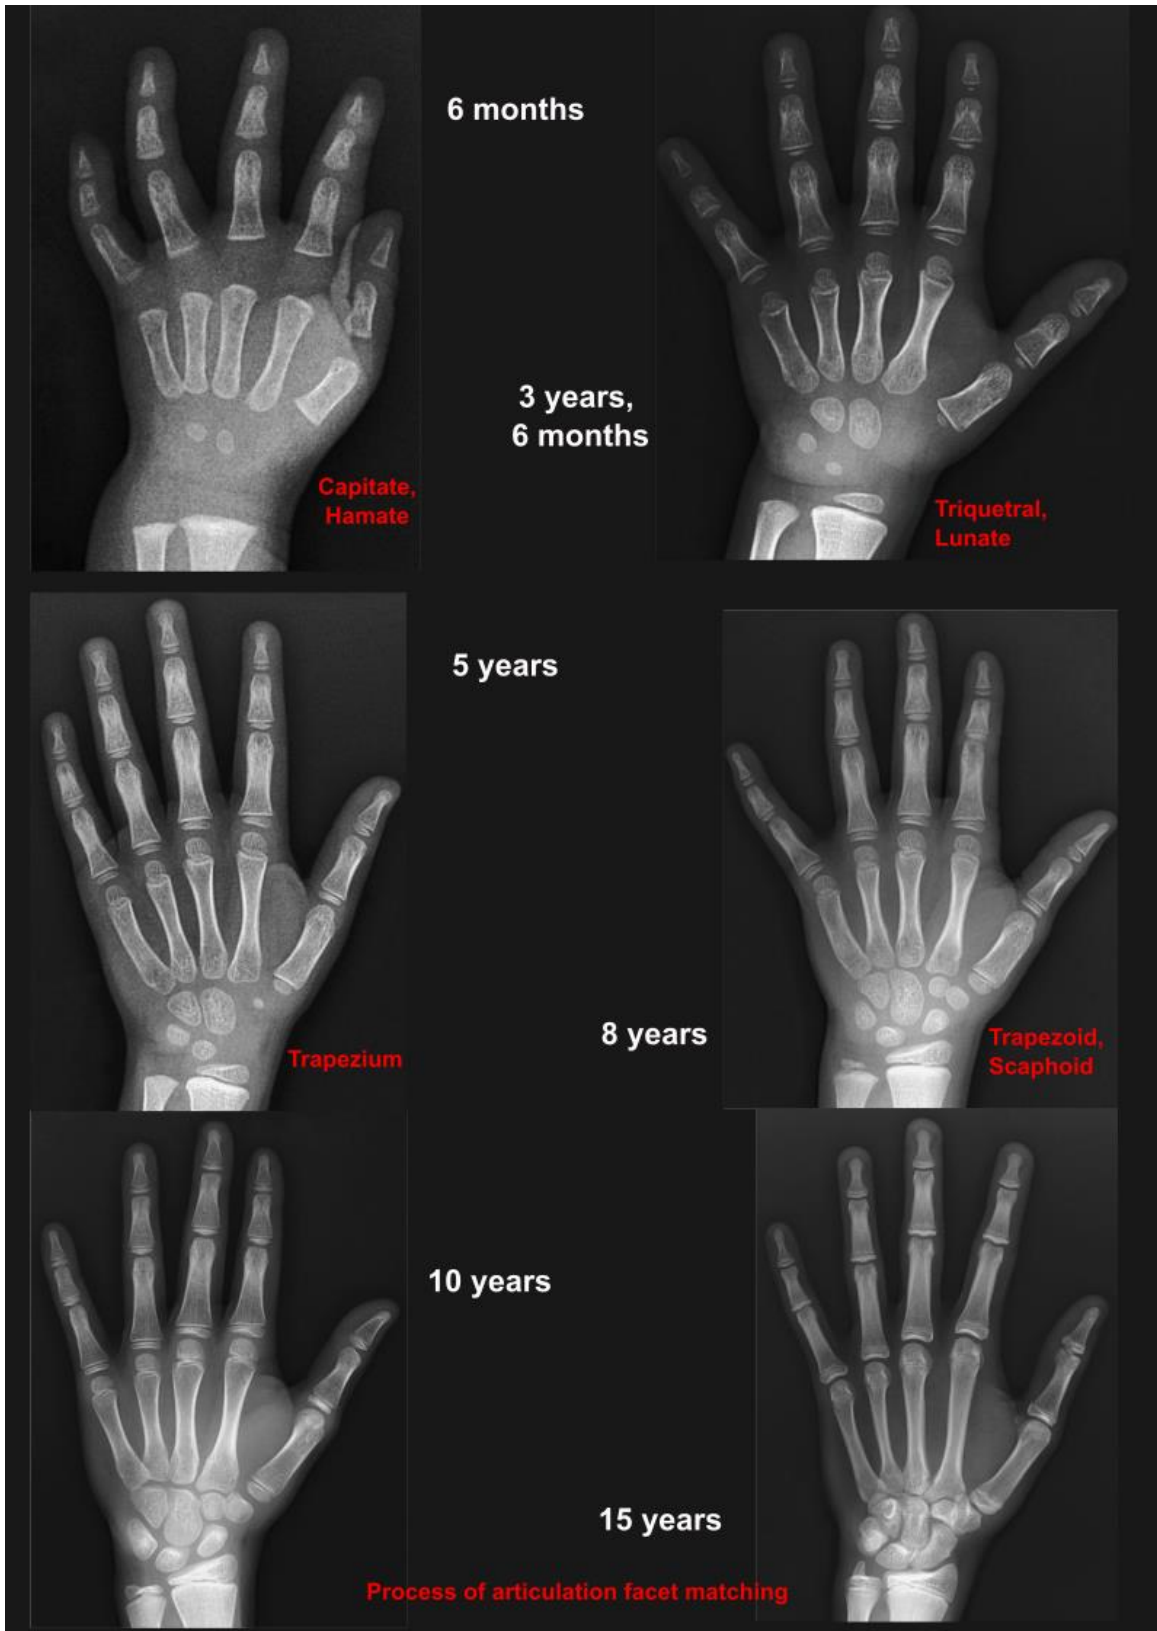 6 months
3 years,
6 months
Capitate,
Hamate
Triquetral,
Lunate
5 years
8 years
Trapezium
Trapezoid,
Scaphoid
10 years
15 years
Process of articulation facet matching